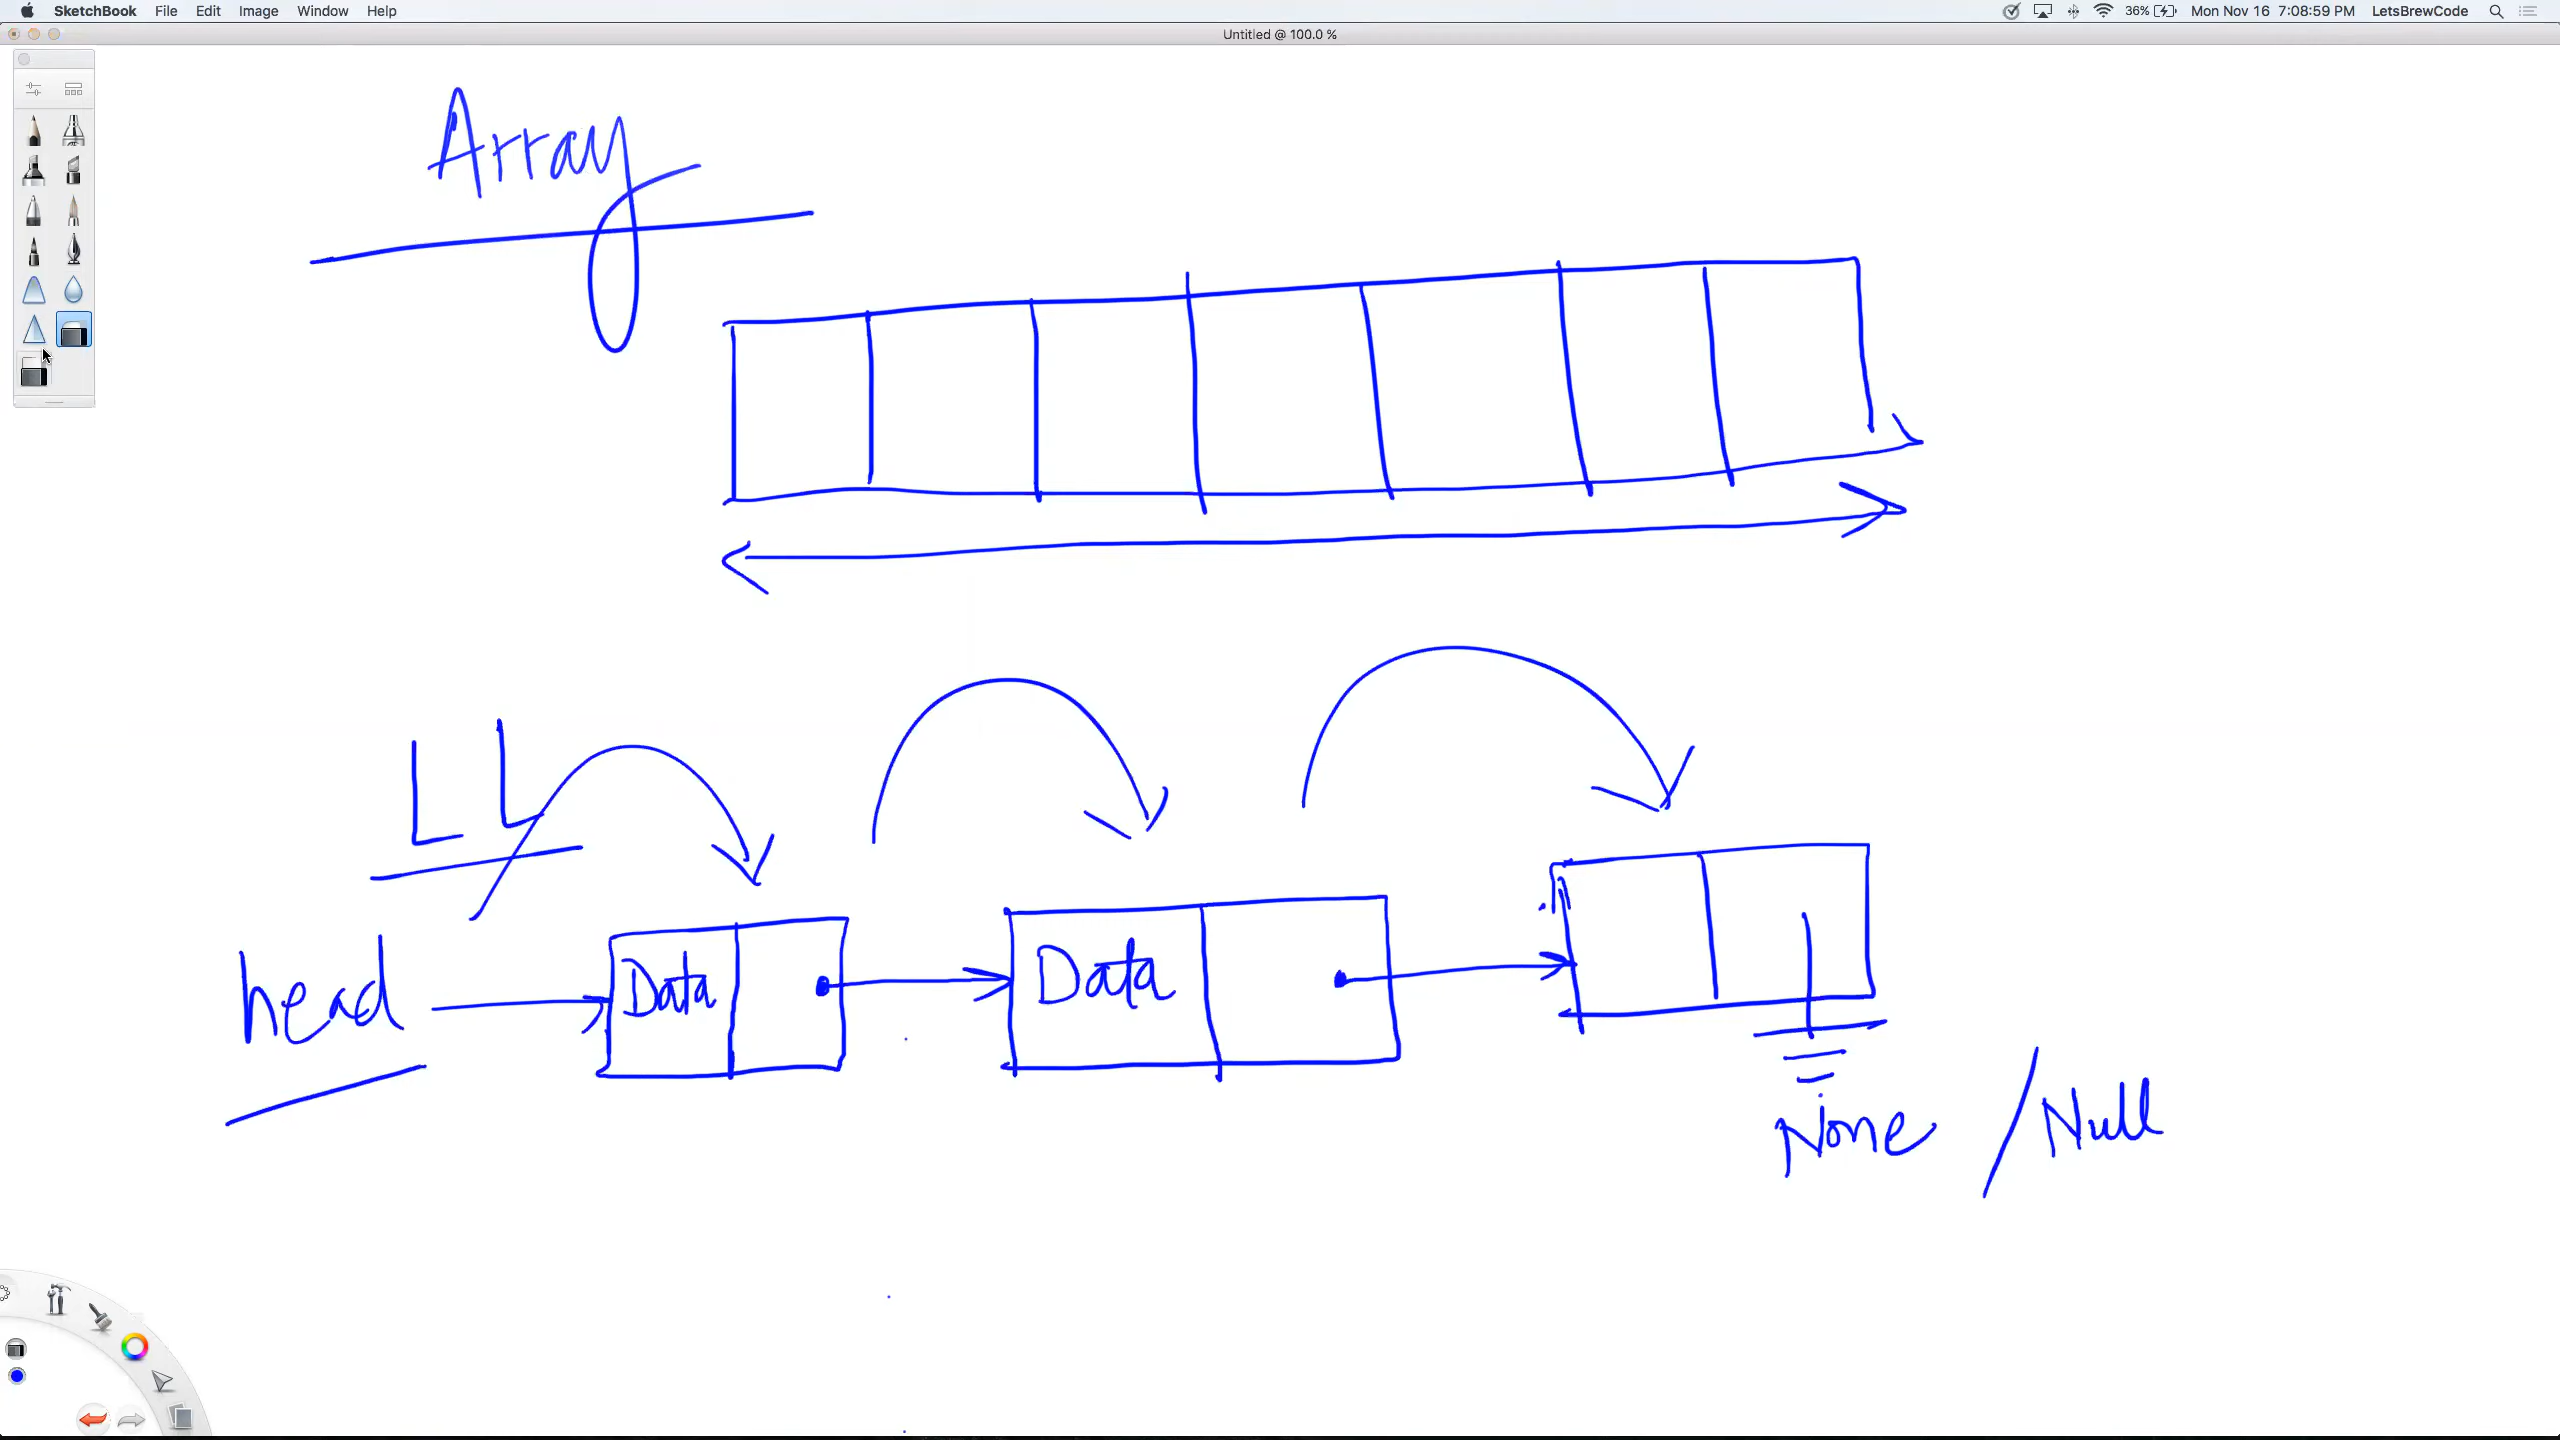 SketchBook File Edit Image Window Help 36% Mon Nov 16 7:08:59 PM LetsBrewCode
Untitled @ 100.0 %
Array
LL
head Data Data
None / Null